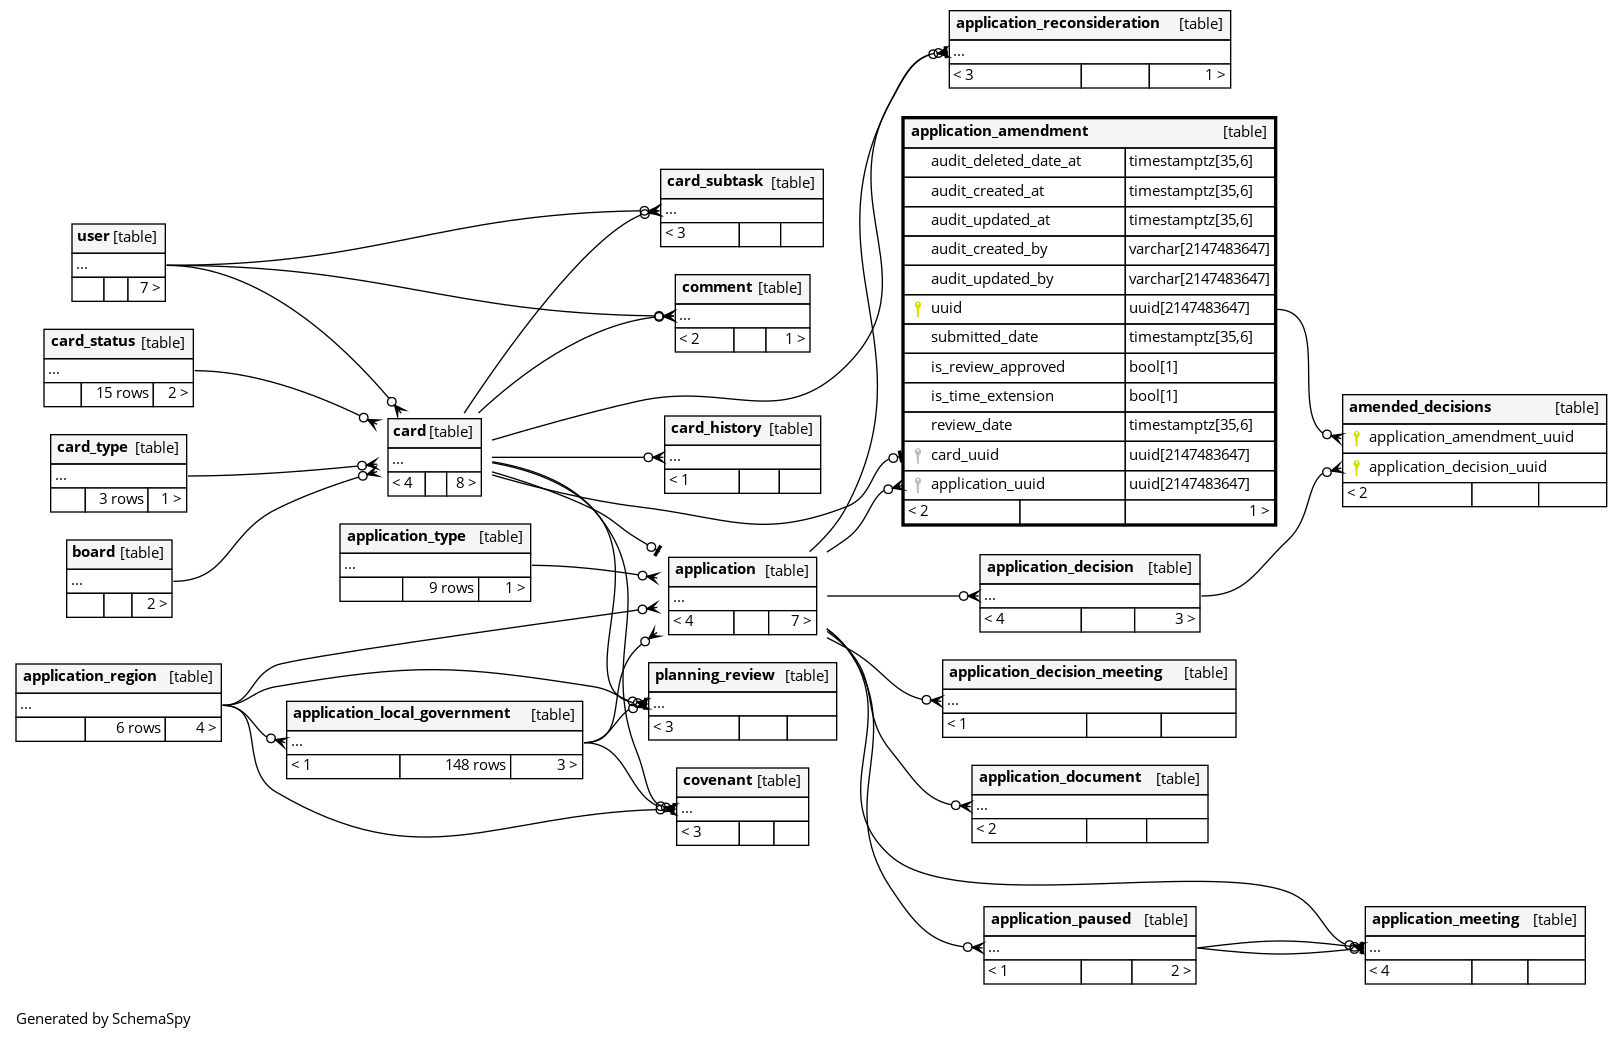 application_reconsideration [table]
...
< 3 1 >
application_amendment [table]
audit_deleted_date_at timestamptz[35,6]
audit_created_at timestamptz[35,6]
audit_updated_at timestamptz[35,6]
audit_created_by varchar[2147483647]
audit_updated_by varchar[2147483647]
uuid uuid[2147483647]
submitted_date timestamptz[35,6]
is_review_approved bool[1]
is_time_extension bool[1]
review_date timestamptz[35,6]
card_uuid uuid[2147483647]
application_uuid uuid[2147483647]
< 2 1 >
card_subtask [table]
...
< 3
user [table]
...
7 >
comment [table]
...
< 2 1 >
card_status [table]
...
15 rows 2 >
amended_decisions [table]
application_amendment_uuid
application_decision_uuid
< 2
card [table]
...
< 4 8 >
card_history [table]
...
< 1
card_type [table]
...
3 rows 1 >
application_type [table]
...
9 rows 1 >
board [table]
...
2 >
application [table]
...
< 4 7 >
application_decision [table]
...
< 4 3 >
application_region [table]
...
6 rows 4 >
planning_review [table]
...
< 3
application_decision_meeting [table]
...
< 1
application_local_government [table]
...
< 1 148 rows 3 >
covenant [table]
...
< 3
application_document [table]
...
< 2
application_paused [table]
...
< 1 2 >
application_meeting [table]
...
< 4
Generated by SchemaSpy